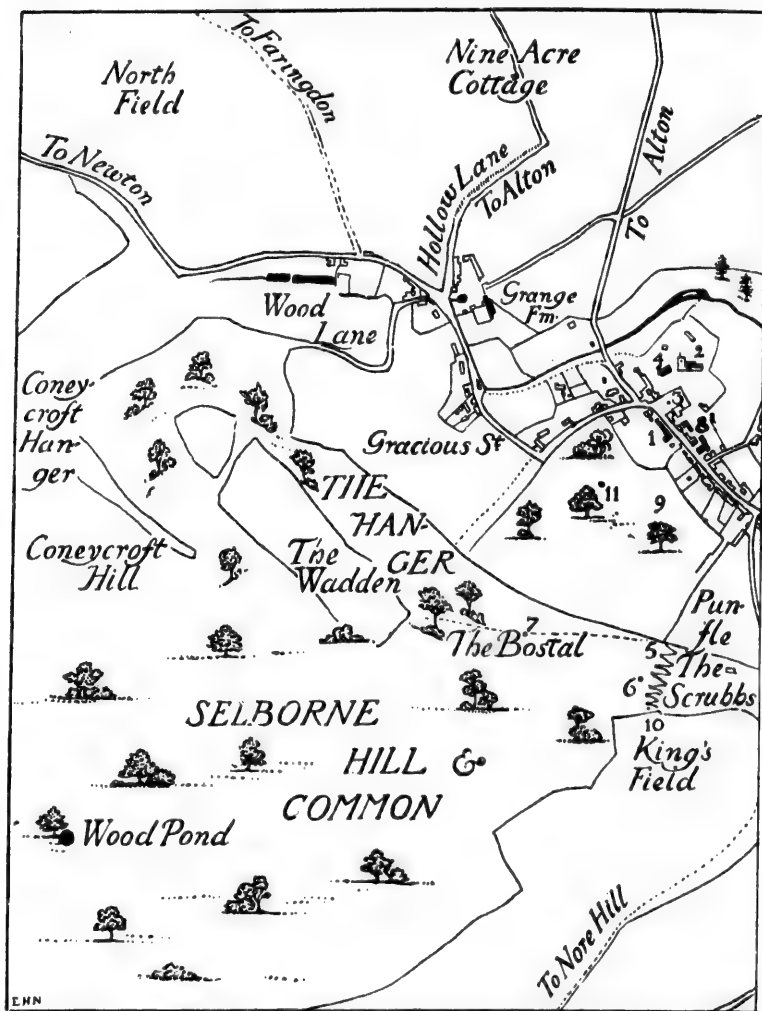 To Faringdon
North
Field
Nine Acre
Cottage
To Newton
Hollow Lane
To Alton
To Alton
Grange
Fm.
Wood
Lane
Coney-
croft
Han-
ger
Gracious St
4
2
1
3
8
THE
HAN-
GER
11
9
Coneycroft
Hill
The
Wadden
7
The Bostal
Pun-
fle
5
The
Scrubbs
6
10
SELBORNE
HILL &
COMMON
King's
Field
Wood Pond
To Nore Hill
EHN